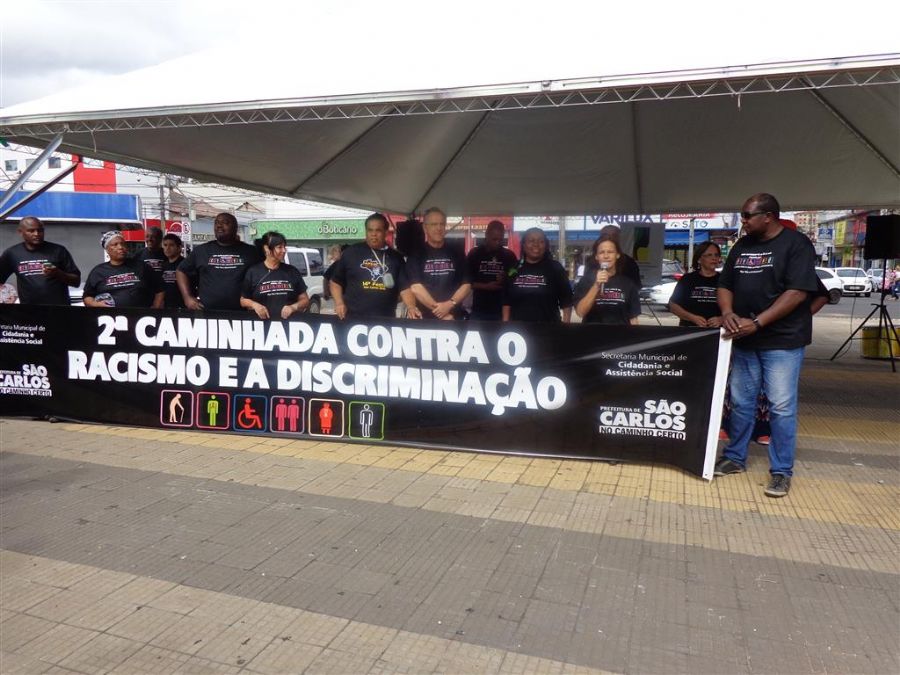 oBoticário
VARILUX
2ª CAMINHADA CONTRA O
RACISMO E A DISCRIMINAÇÃO
Secretaria Municipal de
Cidadania e
Assistência Social
SÃO
CARLOS
NO CAMINHO CERTO
Secretaria Municipal de
Cidadania e
Assistência Social
PREFEITURA DE
SÃO
CARLOS
NO CAMINHO CERTO